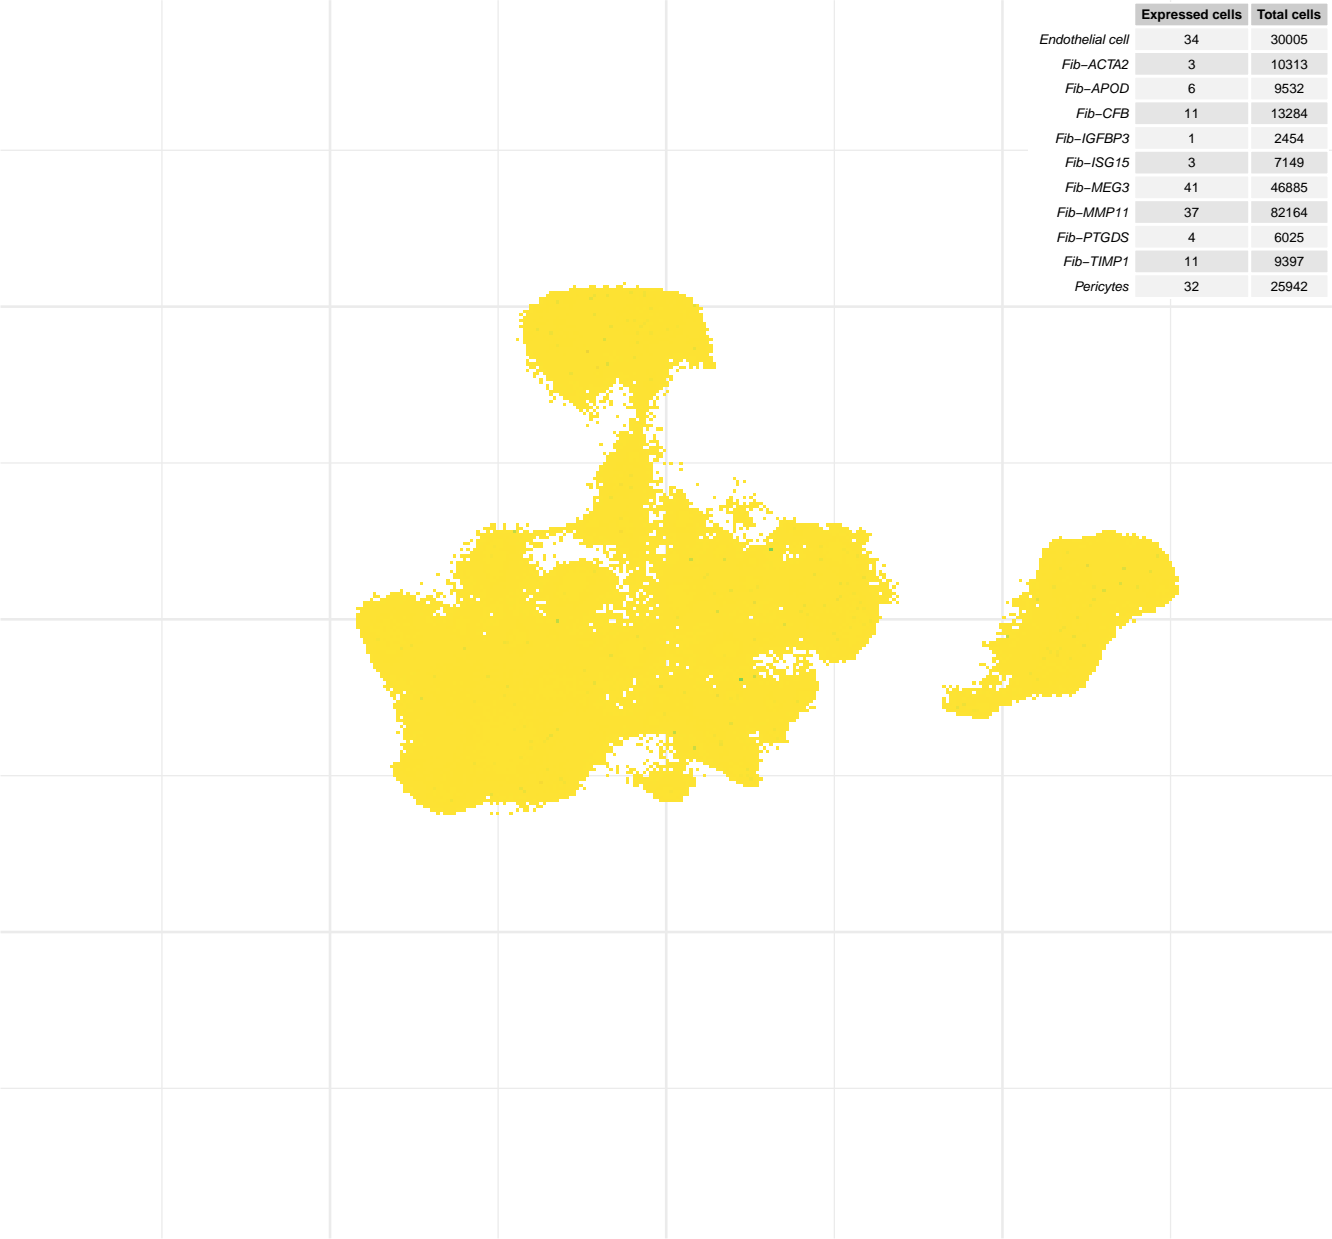 Expressed cells Total cells
Endothelial cell 34 30005
Fib−ACTA2 3 10313
Fib−APOD 6 9532
Fib−CFB 11 13284
Fib−IGFBP3 1 2454
Fib−ISG15 3 7149
Fib−MEG3 41 46885
Fib−MMP11 37 82164
Fib−PTGDS 4 6025
Fib−TIMP1 11 9397
Pericytes 32 25942